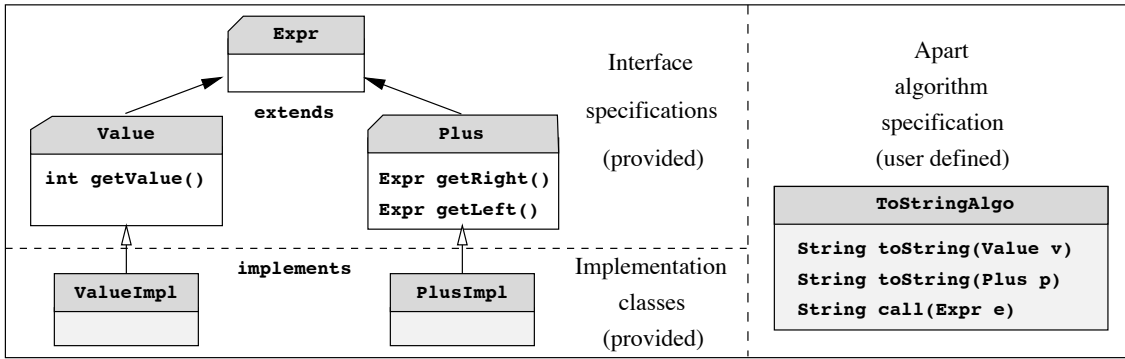 Expr
extends
Value
int getValue()
Plus
Expr getRight()
Expr getLeft()
Interface
specifications
(provided)
implements
ValueImpl
PlusImpl
Implementation
classes
(provided)
Apart
algorithm
specification
(user defined)
ToStringAlgo
String toString(Value v)
String toString(Plus p)
String call(Expr e)